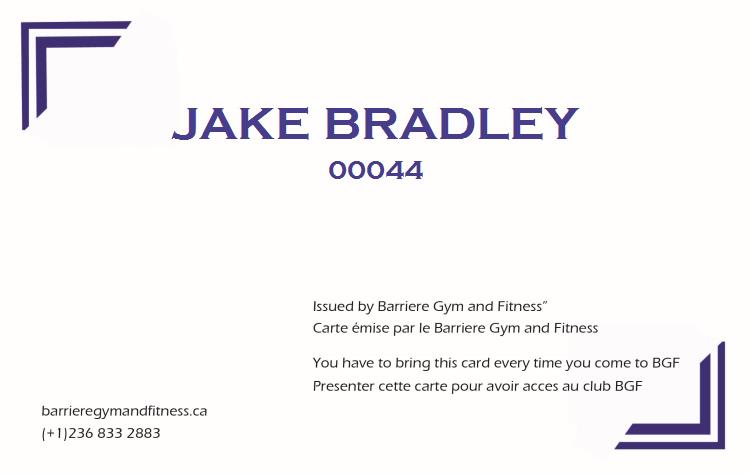 JAKE BRADLEY
00044
Issued by Barriere Gym and Fitness”
Carte émise par le Barriere Gym and Fitness
You have to bring this card every time you come to BGF
Presenter cette carte pour avoir acces au club BGF
barrieregymandfitness.ca
(+1)236 833 2883